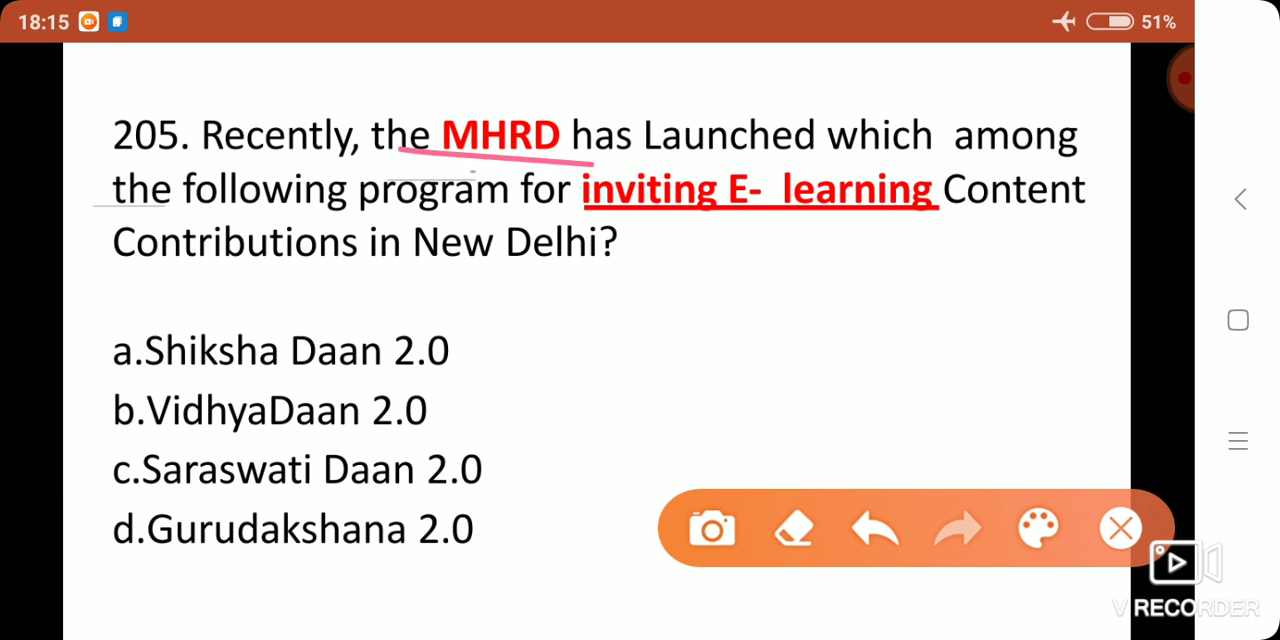 18:15
51%
205. Recently, the MHRD has Launched which among
the following program for inviting E- learning Content
Contributions in New Delhi?
a.Shiksha Daan 2.0
b.VidhyaDaan 2.0
c.Saraswati Daan 2.0
d.Gurudakshana 2.0
V RECORDER